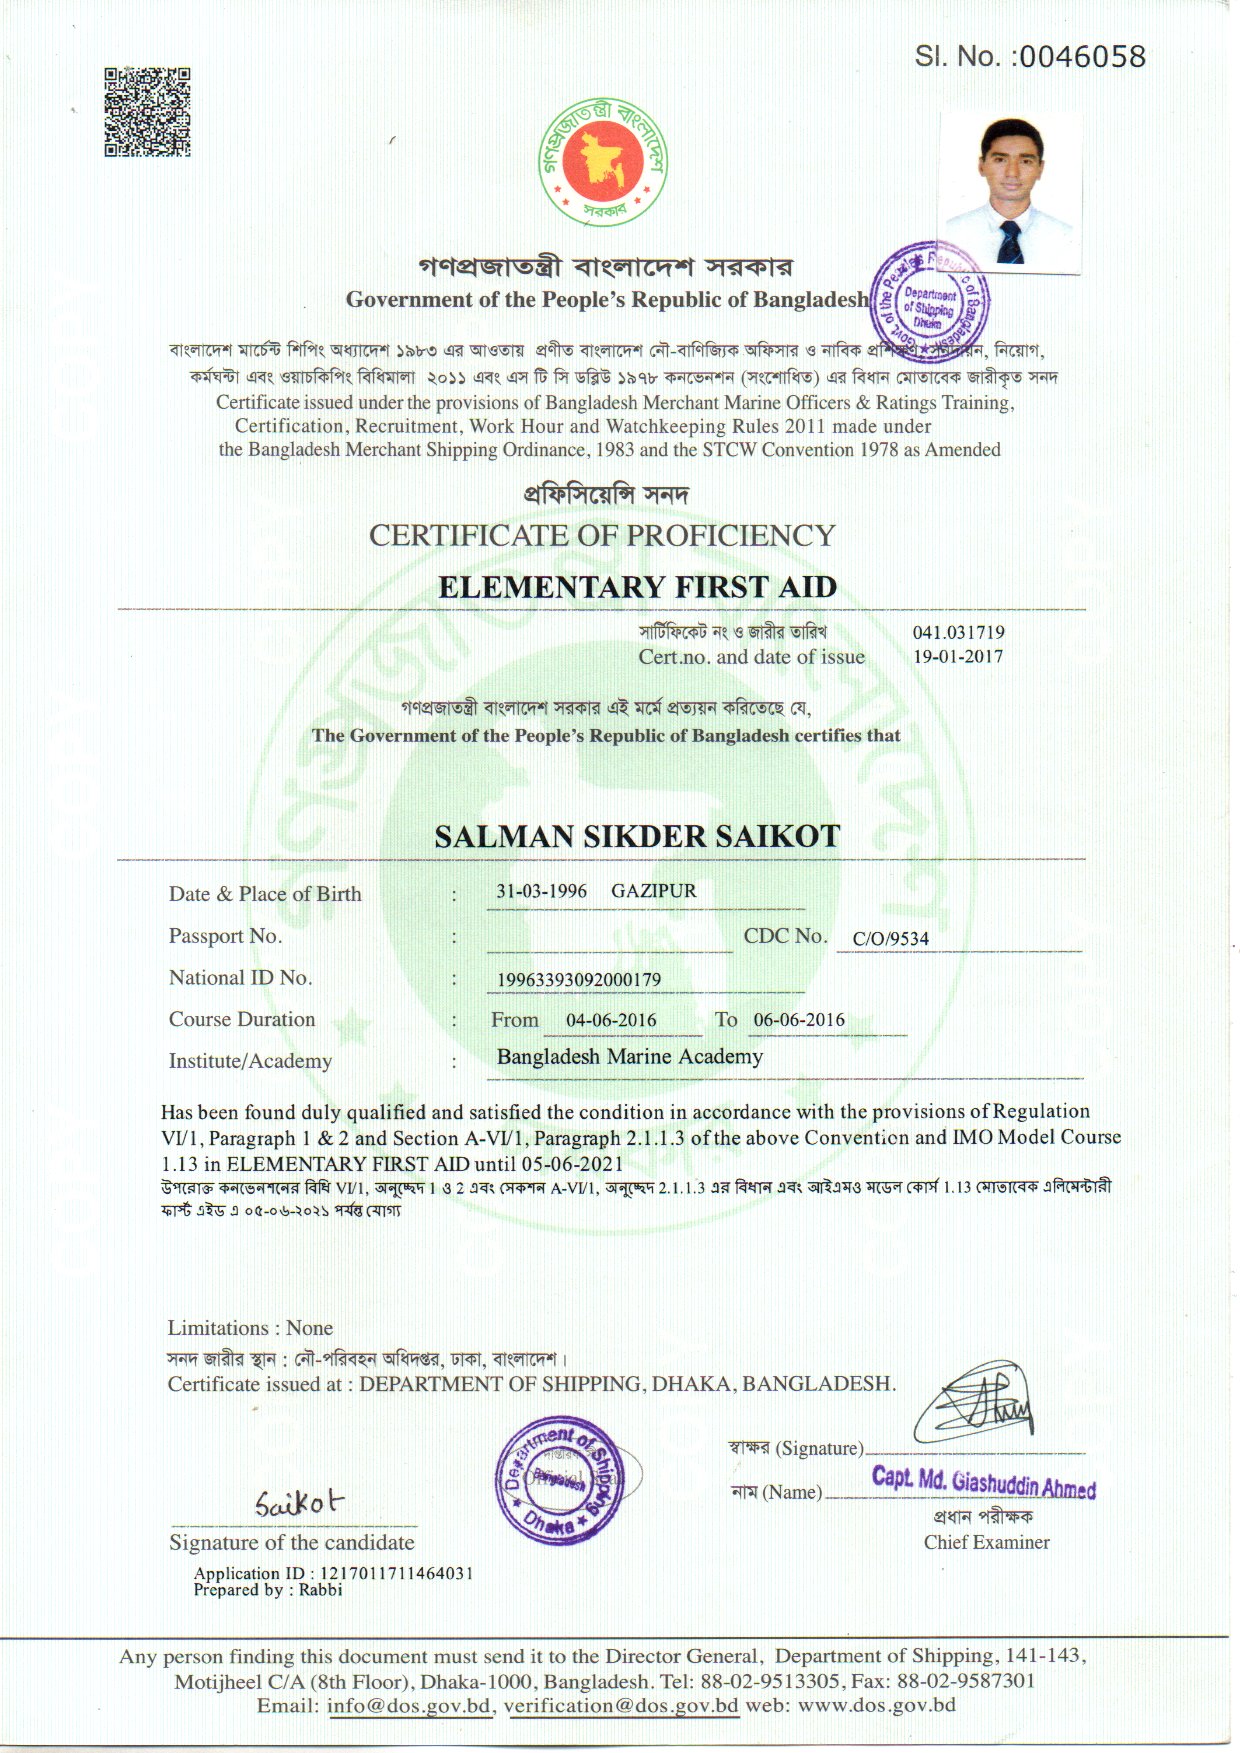 Sl. No. :0046058
গণপ্রজাতন্ত্রী বাংলাদেশ
সরকার
গণপ্রজাতন্ত্রী বাংলাদেশ সরকার
Government of the People's Republic of Bangladesh
Govt. of the Peoples Republic of Bangladesh
Department
of Shipping
Dhaka
বাংলাদেশ মার্চেন্ট শিপিং অধ্যাদেশ ১৯৮৩ এর আওতায় প্রণীত বাংলাদেশ নৌ-বাণিজ্যিক অফিসার ও নাবিক প্রশিক্ষণ, সনদায়ন, নিয়োগ,
কর্মঘন্টা এবং ওয়াচকিপিং বিধিমালা ২০১১ এবং এস টি সি ডব্লিউ ১৯৭৮ কনভেনশন (সংশোধিত) এর বিধান মোতাবেক জারীকৃত সনদ
Certificate issued under the provisions of Bangladesh Merchant Marine Officers & Ratings Training,
Certification, Recruitment, Work Hour and Watchkeeping Rules 2011 made under
the Bangladesh Merchant Shipping Ordinance, 1983 and the STCW Convention 1978 as Amended
প্রফিসিয়েন্সি সনদ
CERTIFICATE OF PROFICIENCY
ELEMENTARY FIRST AID
সার্টিফিকেট নং ও জারীর তারিখ 041.031719
Cert.no. and date of issue 19-01-2017
গণপ্রজাতন্ত্রী বাংলাদেশ সরকার এই মর্মে প্রত্যয়ন করিতেছে যে,
The Government of the People's Republic of Bangladesh certifies that
SALMAN SIKDER SAIKOT
Date & Place of Birth : 31-03-1996 GAZIPUR
Passport No. : CDC No. C/O/9534
National ID No. : 19963393092000179
Course Duration : From 04-06-2016 To 06-06-2016
Institute/Academy : Bangladesh Marine Academy
Has been found duly qualified and satisfied the condition in accordance with the provisions of Regulation
VI/1, Paragraph 1 & 2 and Section A-VI/1, Paragraph 2.1.1.3 of the above Convention and IMO Model Course
1.13 in ELEMENTARY FIRST AID until 05-06-2021
উপরোক্ত কনভেনশনের বিধি VI/1, অনুচ্ছেদ 1 ও 2 এবং সেকশন A-VI/1, অনুচ্ছেদ 2.1.1.3 এর বিধান এবং আইএমও মডেল কোর্স 1.13 মোতাবেক এলিমেন্টারী
ফার্স্ট এইড এ ০৫-০৬-২০২১ পর্যন্ত যোগ্য
Limitations : None
সনদ জারীর স্থান : নৌ-পরিবহন অধিদপ্তর, ঢাকা, বাংলাদেশ।
Certificate issued at : DEPARTMENT OF SHIPPING, DHAKA, BANGLADESH.
Department of Shipping
Bangladesh
Dhaka
স্বাক্ষর (Signature)
নাম (Name) Capt. Md. Giashuddin Ahmed
প্রধান পরীক্ষক
Chief Examiner
Saikot
Signature of the candidate
Application ID : 1217011711464031
Prepared by : Rabbi
Any person finding this document must send it to the Director General, Department of Shipping, 141-143,
Motijheel C/A (8th Floor), Dhaka-1000, Bangladesh. Tel: 88-02-9513305, Fax: 88-02-9587301
Email: info@dos.gov.bd, verification@dos.gov.bd web: www.dos.gov.bd